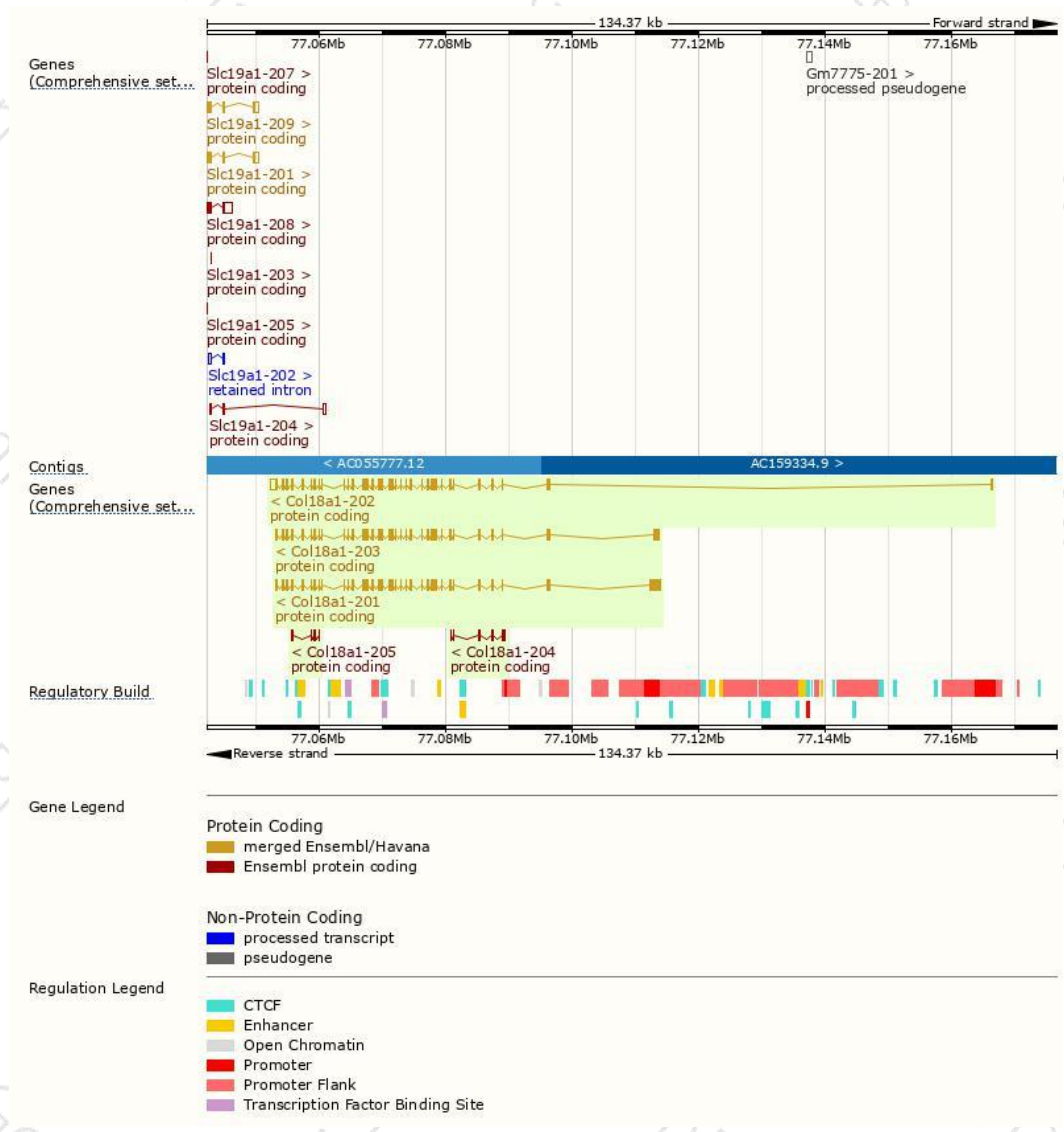 134.37 kb
Forward strand
77.06Mb 77.08Mb 77.10Mb 77.12Mb 77.14Mb 77.16Mb
Genes
(Comprehensive set...
Slc19a1-207 >
protein coding
Gm7775-201 >
processed pseudogene
Slc19a1-209 >
protein coding
Slc19a1-201 >
protein coding
Slc19a1-208 >
protein coding
Slc19a1-203 >
protein coding
Slc19a1-205 >
protein coding
Slc19a1-202 >
retained intron
Slc19a1-204 >
protein coding
Contigs
< AC055777.12
AC159334.9 >
Genes
(Comprehensive set...
< Col18a1-202
protein coding
< Col18a1-203
protein coding
< Col18a1-201
protein coding
< Col18a1-205
protein coding
< Col18a1-204
protein coding
Regulatory Build
77.06Mb 77.08Mb 77.10Mb 77.12Mb 77.14Mb 77.16Mb
Reverse strand
134.37 kb
Gene Legend
Protein Coding
merged Ensembl/Havana
Ensembl protein coding
Non-Protein Coding
processed transcript
pseudogene
Regulation Legend
CTCF
Enhancer
Open Chromatin
Promoter
Promoter Flank
Transcription Factor Binding Site